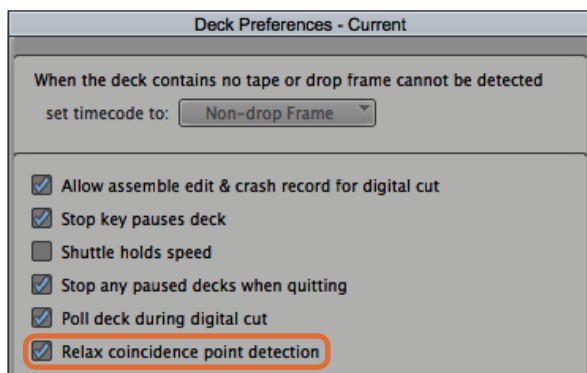 Deck Preferences - Current
When the deck contains no tape or drop frame cannot be detected
set timecode to: Non-drop Frame
Allow assemble edit & crash record for digital cut
Stop key pauses deck
Shuttle holds speed
Stop any paused decks when quitting
Poll deck during digital cut
Relax coincidence point detection